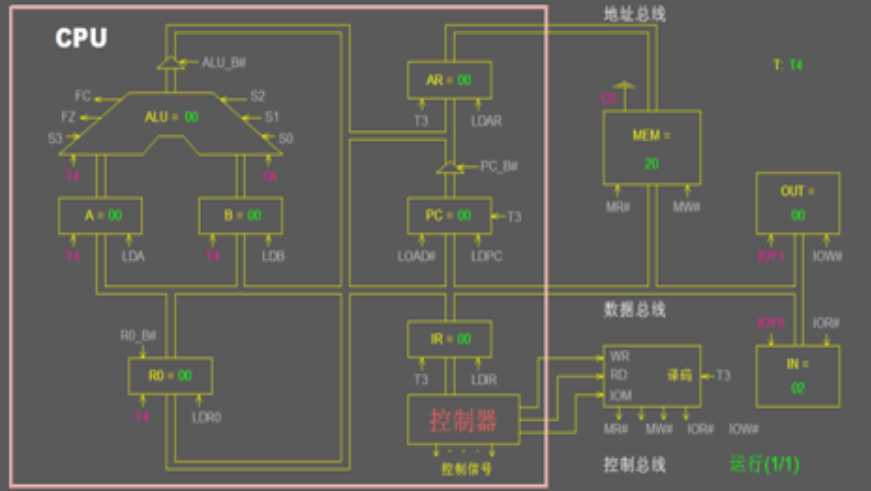 地址总线
CPU
ALU_B#
T: T4
AR = 00
FC
S2
CS
ALU = 00
FZ
S1
T3
LDAR
MEM =
S3
S0
20
T4
Gn
PC_B#
OUT =
A = 00
B = 00
PC = 00
T3
MR#
MW#
00
T4
LDA
T4
LDB
LOAD#
LDPC
IOY1
IOW#
数据总线
R0_B#
IR = 00
IOY0
IOR#
WR
IN =
R0 = 00
T3
LDIR
RD
译码
T3
02
IOM
T4
LDR0
控制器
MR#
MW#
IOR#
IOW#
控制信号
控制总线
运行(1/1)